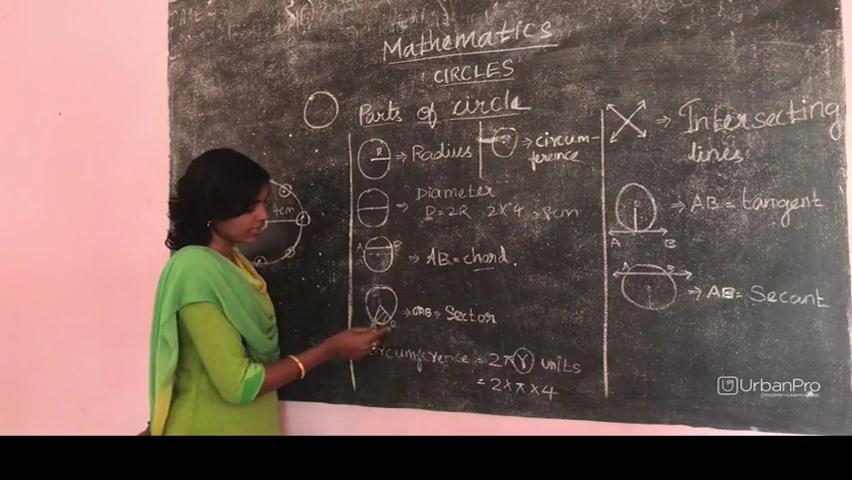 Mathematics
CIRCLES
Parts of circle
R
⇒ Radius
⇒ circum-
ference
Diameter
⇒ D = 2R 2×4 = 8cm
A B
⇒ AB = chord.
⇒ OAB ⇒ Sector
circumference = 2πr units
= 2×π×4
4cm
⇒ Intersecting
lines
A B
⇒ AB = tangent
A B
⇒ AB = Secant
UrbanPro